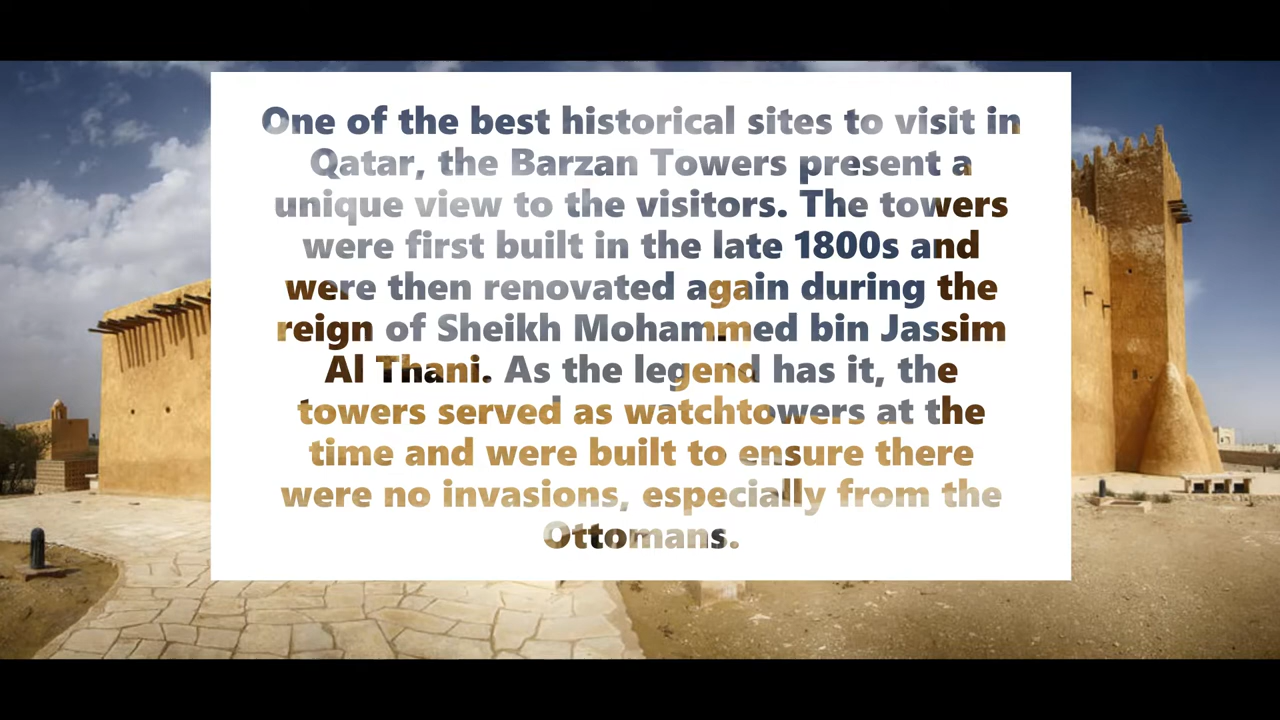 One of the best historical sites to visit in
Qatar, the Barzan Towers present a
unique view to the visitors. The towers
were first built in the late 1800s and
were then renovated again during the
reign of Sheikh Mohammed bin Jassim
Al Thani. As the legend has it, the
towers served as watchtowers at the
time and were built to ensure there
were no invasions, especially from the
Ottomans.